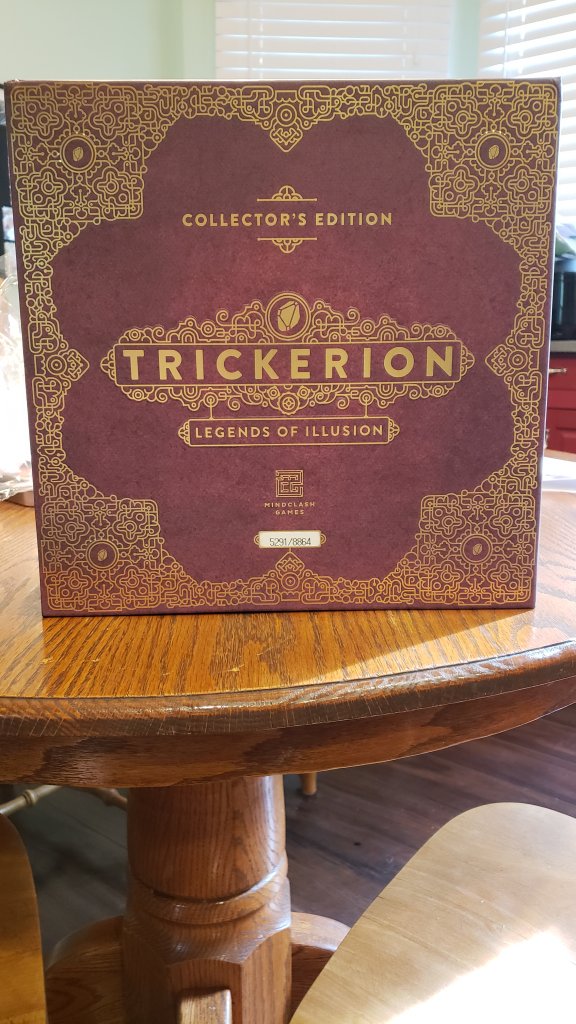 COLLECTOR'S EDITION
TRICKERION
LEGENDS OF ILLUSION
MINDCLASH
GAMES
5291/8864